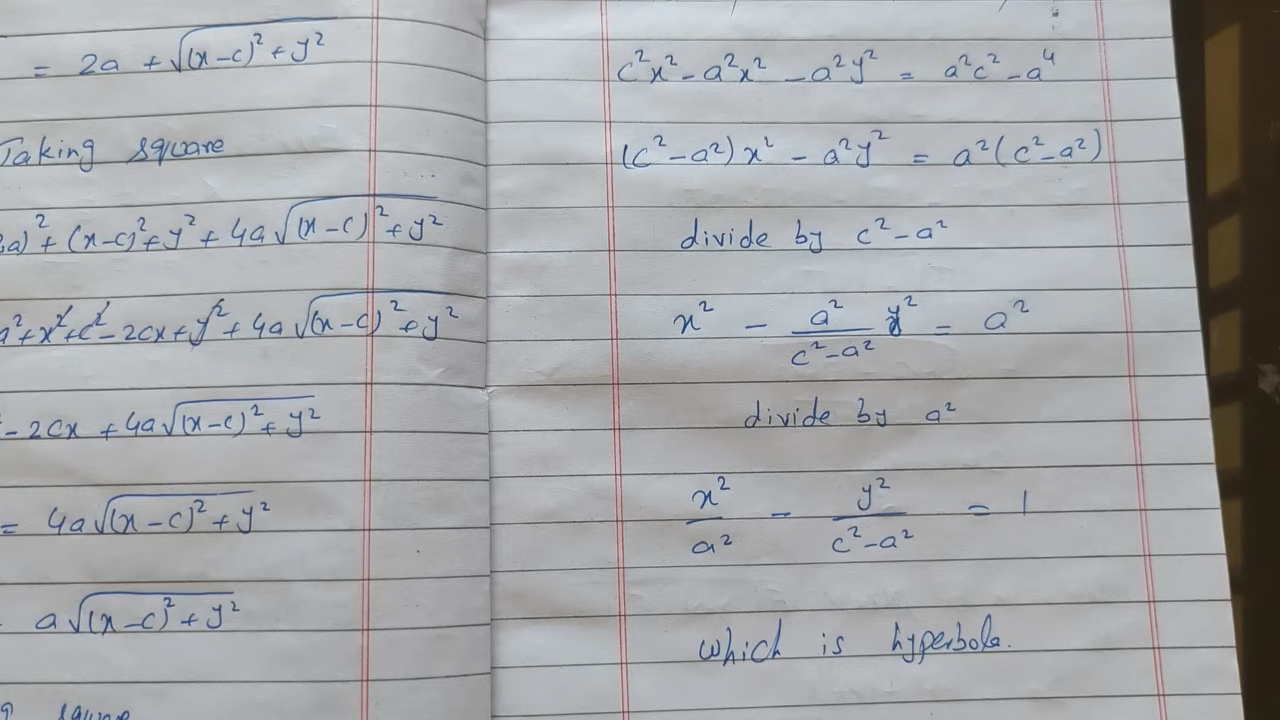 = 2a + √((x-c)² + y²)
Taking square
a)² + (x-c)² + y² + 4a√((x-c)² + y²)
a² + x² + c² - 2cx + y² + 4a√((x-c)² + y²)
- 2cx + 4a√((x-c)² + y²)
= 4a√((x-c)² + y²)
a√((x-c)² + y²)
square
c²x² - a²x² - a²y² = a²c² - a⁴
(c² - a²) x² - a²y² = a² (c² - a²)
divide by c² - a²
x² - a²/(c² - a²) y² = a²
divide by a²
x²/a² - y²/(c² - a²) = 1
which is hyperbola.